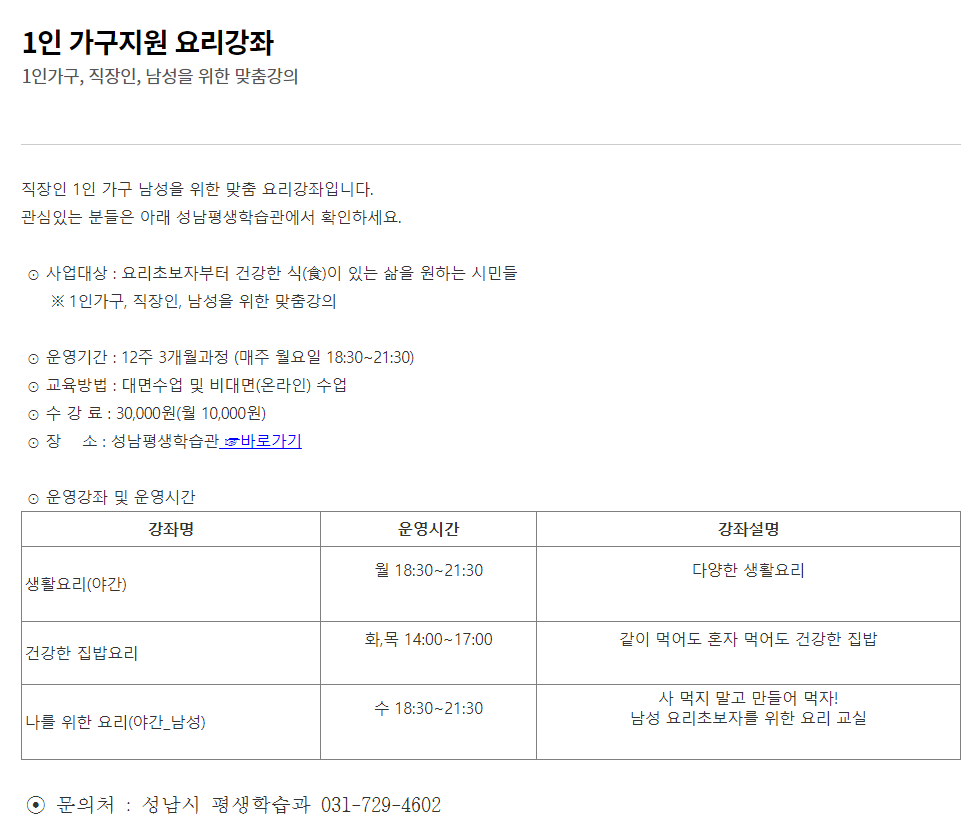 1인 가구지원 요리강좌
1인가구, 직장인, 남성을 위한 맞춤강의
직장인 1인 가구 남성을 위한 맞춤 요리강좌입니다.
관심있는 분들은 아래 성남평생학습관에서 확인하세요.
⊙ 사업대상 : 요리초보자부터 건강한 식(食)이 있는 삶을 원하는 시민들
※ 1인가구, 직장인, 남성을 위한 맞춤강의
⊙ 운영기간 : 12주 3개월과정 (매주 월요일 18:30~21:30)
⊙ 교육방법 : 대면수업 및 비대면(온라인) 수업
⊙ 수 강 료 : 30,000원(월 10,000원)
⊙ 장 소 : 성남평생학습관 ☞바로가기
⊙ 운영강좌 및 운영시간
강좌명 운영시간 강좌설명
생활요리(야간) 월 18:30~21:30 다양한 생활요리
건강한 집밥요리 화,목 14:00~17:00 같이 먹어도 혼자 먹어도 건강한 집밥
나를 위한 요리(야간_남성) 수 18:30~21:30 사 먹지 말고 만들어 먹자!
남성 요리초보자를 위한 요리 교실
⊙ 문의처 : 성남시 평생학습과 031-729-4602